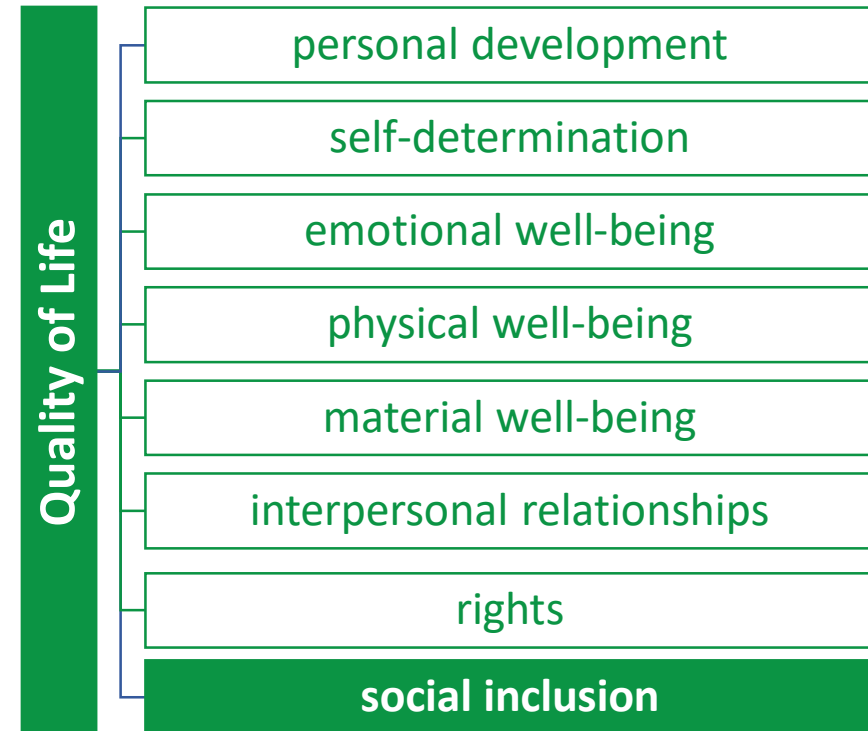 Quality of Life
personal development
self-determination
emotional well-being
physical well-being
material well-being
interpersonal relationships
rights
social inclusion